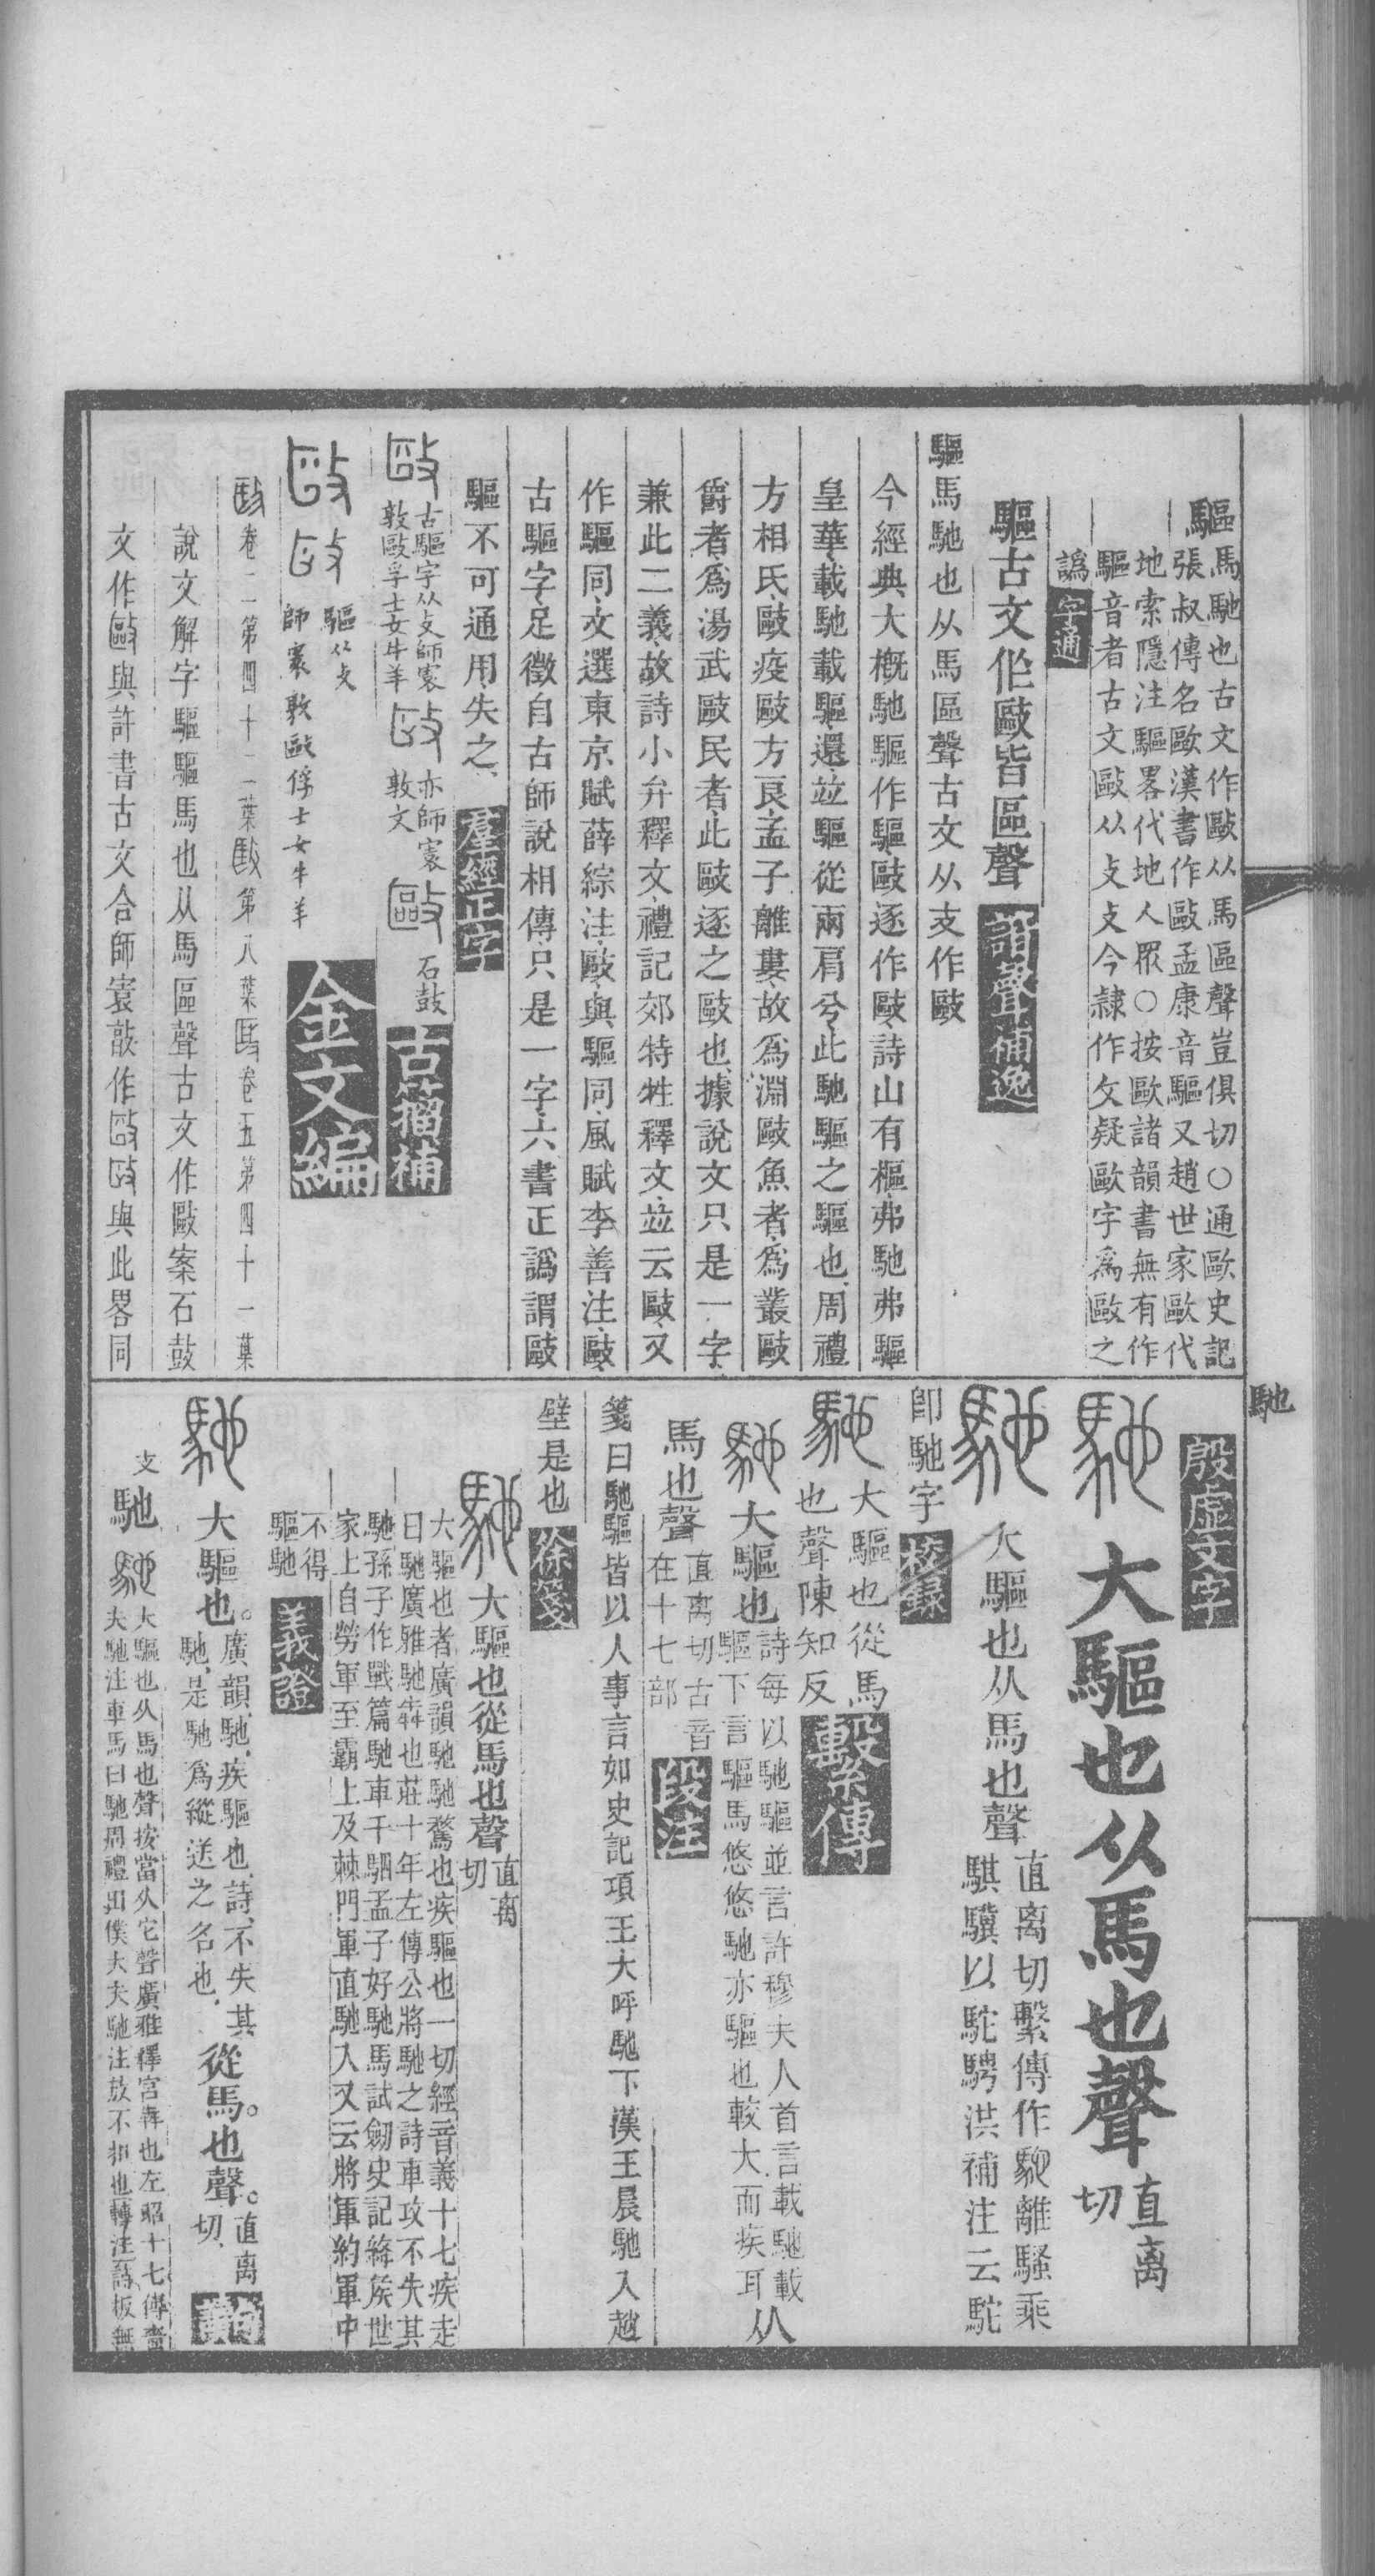 驅馬馳也古文作敺从馬區聲豈俱切〇通歐史記
張叔傳名歐漢書作敺孟康音驅又趙世家歐代
地索隱注驅畧代地人眾〇按歐諸韻書無有作
驅音者古文敺从攴攴今隸作攵疑歐字爲敺之
譌 字通
驅古文作敺皆區聲 諧聲補逸
驅馬馳也从馬區聲古文从支作敺
今經典大槪馳驅作驅敺逐作敺詩山有樞弗馳弗驅
皇華載馳載驅還竝驅從兩肩兮此馳驅之驅也周禮
方相氏敺疫敺方良孟子離婁故爲淵敺魚者爲叢敺
爵者爲湯武敺民者此敺逐之敺也據說文只是一字
兼此二義故詩小弁釋文禮記郊特牲釋文竝云敺又
作驅同文選東京賦薛綜注敺與驅同風賦李善注敺
古驅字足徵自古師說相傳只是一字六書正譌謂敺
驅不可通用失之 羣經正字
敺 古驅字从攴師寰
敦敺孚士女牛羊
敺 亦師寰
敦文
敺 石鼓 古籀補
敺 敺 驅从攴
師寰敦敺俘士女牛羊 金文編
卷二第四十二葉 第八葉 卷五第四十一葉
說文解字驅驅馬也从馬區聲古文作敺案石鼓
文作敺與許書古文合師寰敦作敺敺與此畧同
殷虛文字
馳
馳 大驅也从馬也聲 直离
切
馳 大驅也从馬也聲 直离切繫傳作馳離騷乘
騏驥以駝騁洪補注云駝
卽馳字 校錄
馳 大驅也從馬
也聲陳知反 繫傳
馳 大驅也 詩每以馳驅並言許穆夫人首言載馳載
驅下言驅馬悠悠馳亦驅也較大而疾耳 从
馬也聲 直离切古音
在十七部 段注
箋曰馳驅皆以人事言如史記項王大呼馳下漢王晨馳入趙
壁是也 徐箋
馳 大驅也從馬也聲 直离
切
大驅也者廣韻馳馳騖也疾驅也一切經音義十七疾走
曰馳廣雅馳犇也莊十年左傳公將馳之詩車攻不失其
馳孫子作戰篇馳車千駟孟子好馳馬試劒史記絳矦世
家上自勞軍至霸上及棘門軍直馳入又云將軍約軍中
不得
驅馳 義證
馳 大驅也。 廣韻馳疾驅也詩不失其
馳是馳爲縱送之名也 從馬。也聲。 直离
切
支
馳 馳 大驅也从馬也聲按當从它聲廣雅釋宮犇也左昭十七傳嗇
夫馳注車馬曰馳周禮田僕大夫馳注放不扣也轉注詩板無